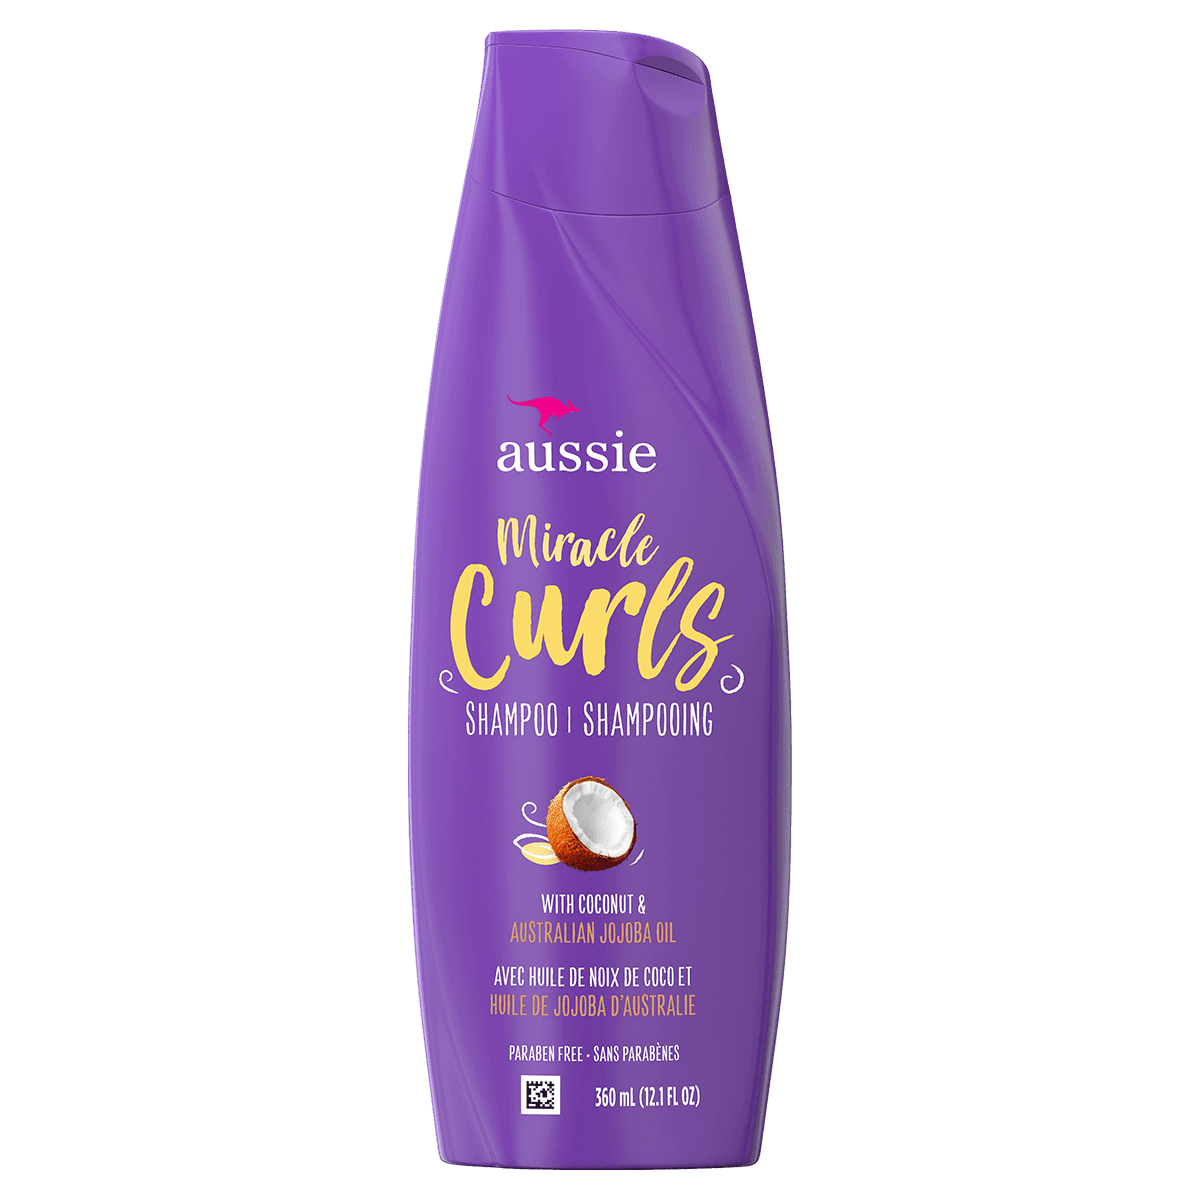 aussie
Miracle
Curls
SHAMPOO | SHAMPOOING
WITH COCONUT &
AUSTRALIAN JOJOBA OIL
AVEC HUILE DE NOIX DE COCO ET
HUILE DE JOJOBA D'AUSTRALIE
PARABEN FREE · SANS PARABÈNES
360 mL (12.1 FL OZ)